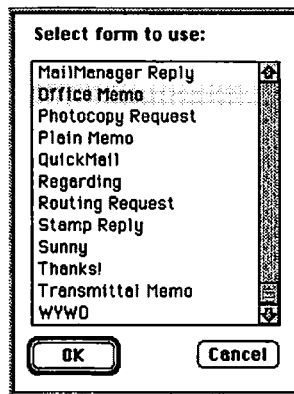 Select form to use:
MailManager Reply
Office Memo
Photocopy Request
Plain Memo
QuickMail
Regarding
Routing Request
Stamp Reply
Sunny
Thanks!
Transmittal Memo
WYWO
OK
Cancel